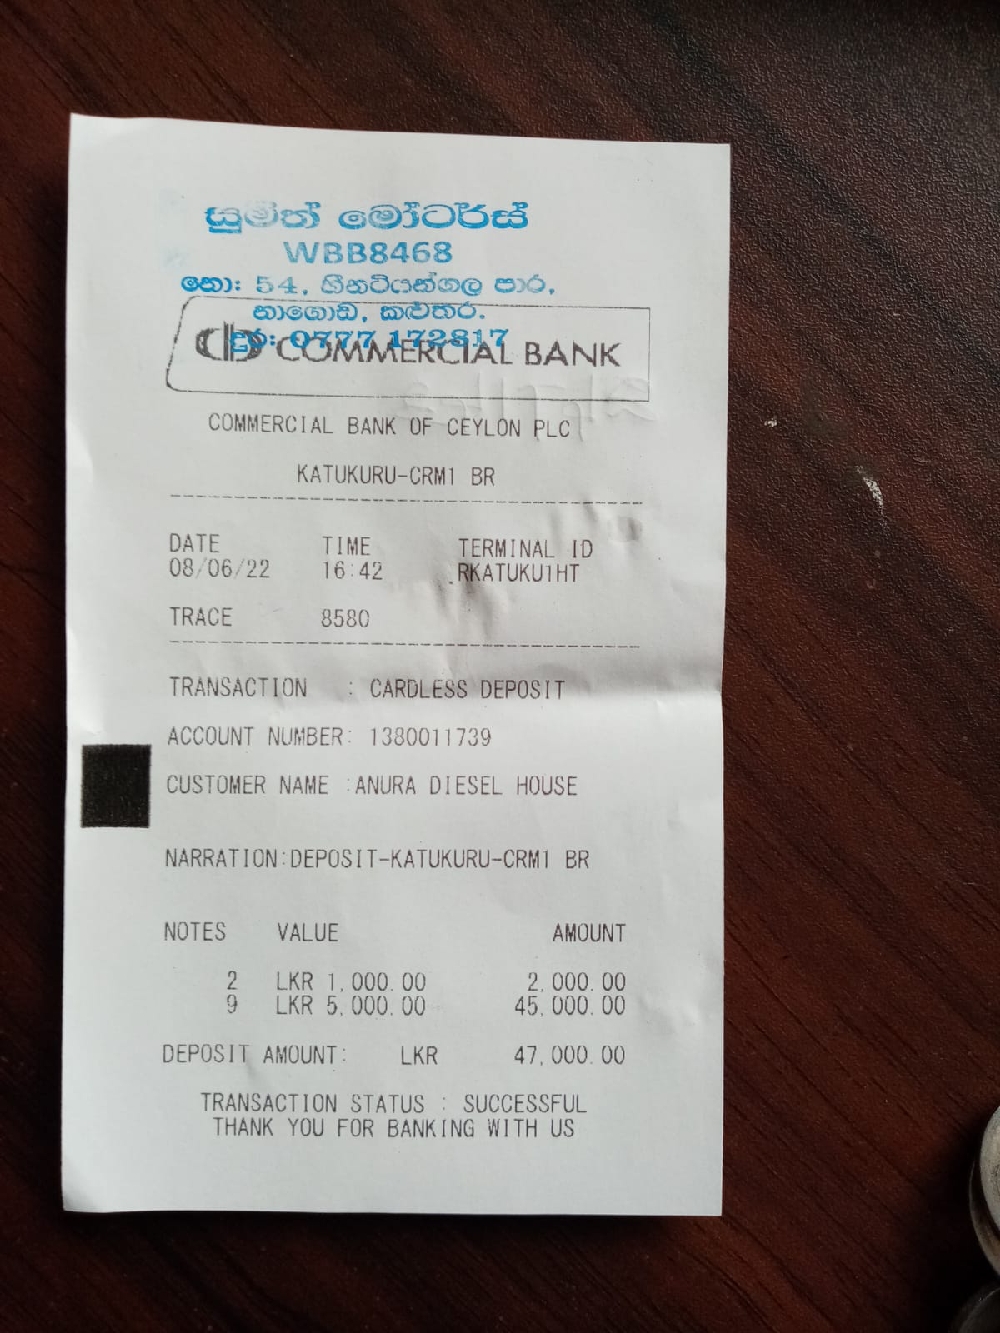 සුමිත් මෝටර්ස්
WBB8468
නො: 54, හීනටියන්ගල පාර,
නාගොඩ, කළුතර.
දුර: 0777 172817
COMMERCIAL BANK
COMMERCIAL BANK OF CEYLON PLC
KATUKURU-CRM1 BR
DATE TIME TERMINAL ID
08/06/22 16:42 RKATUKU1HT
TRACE 8580
TRANSACTION : CARDLESS DEPOSIT
ACCOUNT NUMBER: 1380011739
CUSTOMER NAME :ANURA DIESEL HOUSE
NARRATION:DEPOSIT-KATUKURU-CRM1 BR
NOTES VALUE AMOUNT
2 LKR 1,000.00 2,000.00
9 LKR 5,000.00 45,000.00
DEPOSIT AMOUNT: LKR 47,000.00
TRANSACTION STATUS : SUCCESSFUL
THANK YOU FOR BANKING WITH US